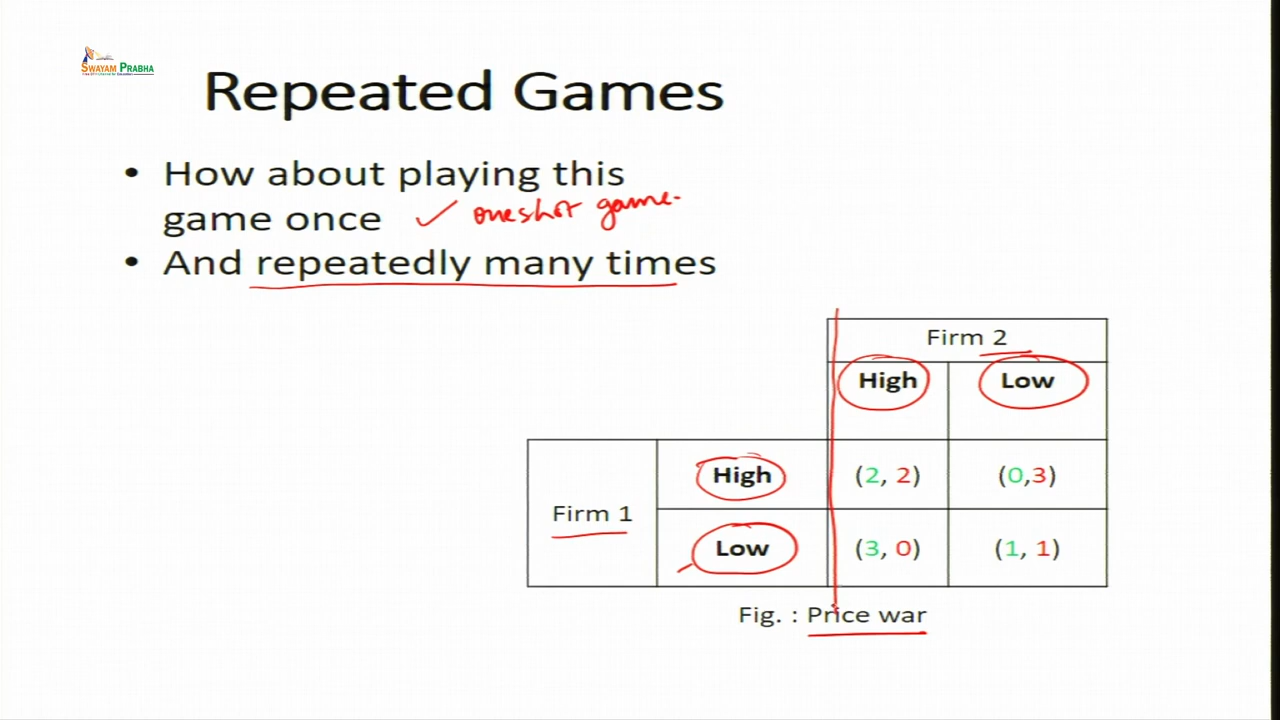 SWAYAM PRABHA
Repeated Games
• How about playing this
game once ✓ oneshot game.
• And repeatedly many times
Firm 2
High Low
High (2, 2) (0,3)
Firm 1
Low (3, 0) (1, 1)
Fig. : Price war